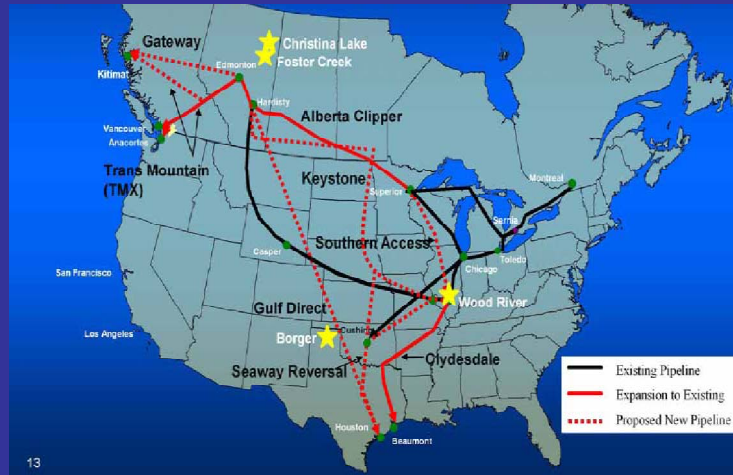 Gateway
Christina Lake
Foster Creek
Edmonton
Kitimat
Hardisty
Alberta Clipper
Vancouver
Anacortes
Trans Mountain
(TMX)
Keystone
Superior
Montreal
Sarnia
Southern Access
Toledo
Chicago
Casper
San Francisco
Gulf Direct
Wood River
Los Angeles
Borger
Cushing
Clydesdale
Seaway Reversal
Existing Pipeline
Expansion to Existing
Proposed New Pipeline
Houston
Beaumont
13